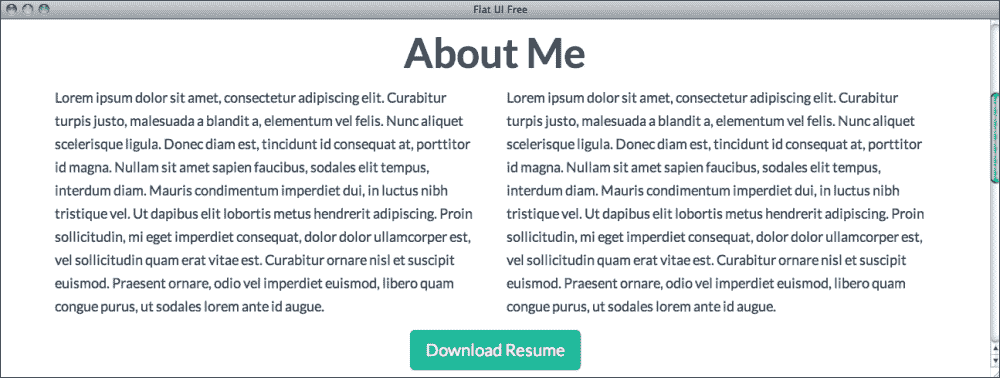 Flat UI Free
About Me
Lorem ipsum dolor sit amet, consectetur adipiscing elit. Curabitur
turpis justo, malesuada a blandit a, elementum vel felis. Nunc aliquet
scelerisque ligula. Donec diam est, tincidunt id consequat at, porttitor
id magna. Nullam sit amet sapien faucibus, sodales elit tempus,
interdum diam. Mauris condimentum imperdiet dui, in luctus nibh
tristique vel. Ut dapibus elit lobortis metus hendrerit adipiscing. Proin
sollicitudin, mi eget imperdiet consequat, dolor dolor ullamcorper est,
vel sollicitudin quam erat vitae est. Curabitur ornare nisl et suscipit
euismod. Praesent ornare, odio vel imperdiet euismod, libero quam
congue purus, ut sodales lorem ante id augue.
Lorem ipsum dolor sit amet, consectetur adipiscing elit. Curabitur
turpis justo, malesuada a blandit a, elementum vel felis. Nunc aliquet
scelerisque ligula. Donec diam est, tincidunt id consequat at, porttitor
id magna. Nullam sit amet sapien faucibus, sodales elit tempus,
interdum diam. Mauris condimentum imperdiet dui, in luctus nibh
tristique vel. Ut dapibus elit lobortis metus hendrerit adipiscing. Proin
sollicitudin, mi eget imperdiet consequat, dolor dolor ullamcorper est,
vel sollicitudin quam erat vitae est. Curabitur ornare nisl et suscipit
euismod. Praesent ornare, odio vel imperdiet euismod, libero quam
congue purus, ut sodales lorem ante id augue.
Download Resume